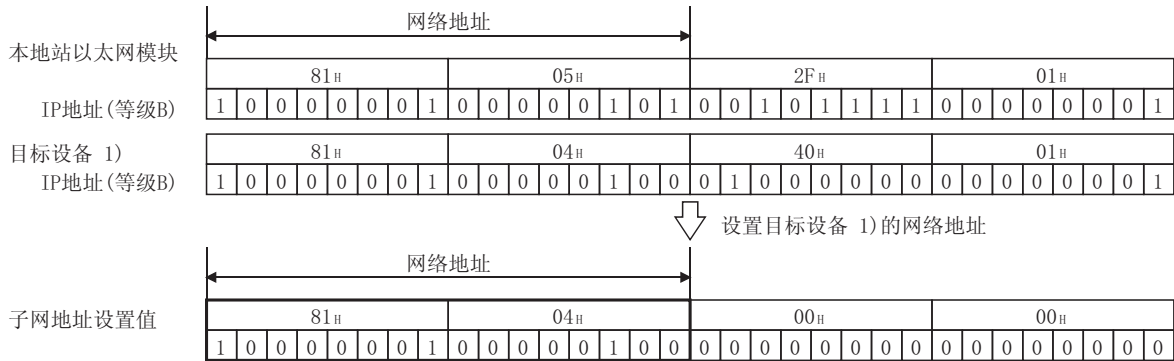 网络地址
本地站以太网模块
81H 05H 2FH 01H
IP地址(等级B) 1 0 0 0 0 0 0 1 0 0 0 0 0 1 0 1 0 0 1 0 1 1 1 1 0 0 0 0 0 0 0 1
目标设备 1) 81H 04H 40H 01H
IP地址(等级B) 1 0 0 0 0 0 0 1 0 0 0 0 0 1 0 0 0 1 0 0 0 0 0 0 0 0 0 0 0 0 0 1
设置目标设备 1)的网络地址
网络地址
子网地址设置值 81H 04H 00H 00H
1 0 0 0 0 0 0 1 0 0 0 0 0 1 0 0 0 0 0 0 0 0 0 0 0 0 0 0 0 0 0 0